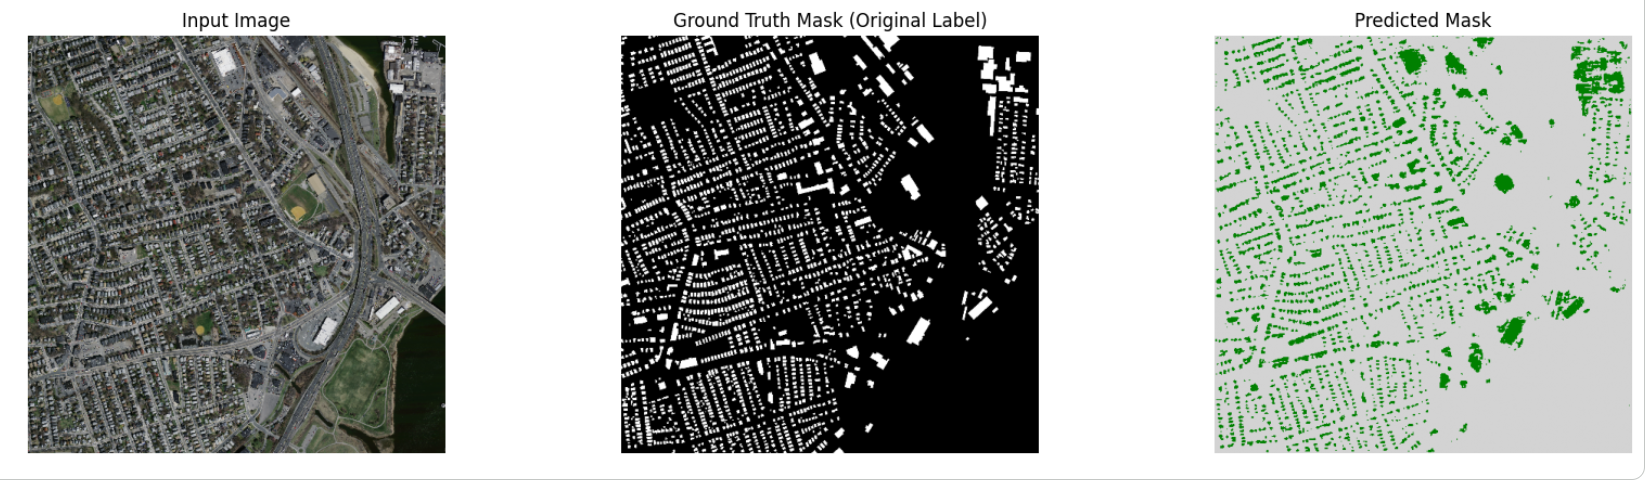 Input Image
Ground Truth Mask (Original Label)
Predicted Mask